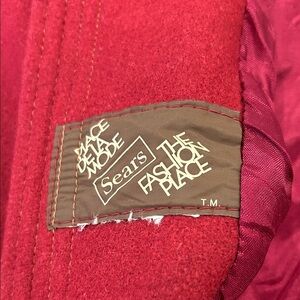 PLACE
DE LA
MODE
Sears
THE
FASHION
PLACE
T.M.